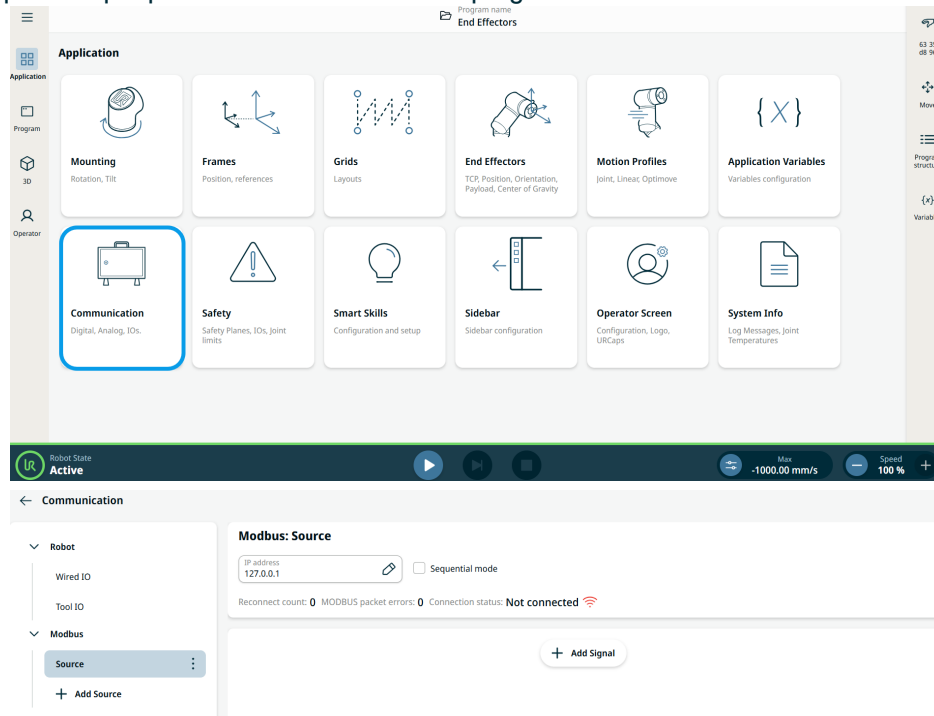 Program name
End Effectors
Application
Application
Program
3D
Operator
Mounting
Rotation, Tilt
Frames
Position, references
Grids
Layouts
End Effectors
TCP, Position, Orientation,
Payload, Center of Gravity
Motion Profiles
Joint, Linear, Optimove
Application Variables
Variables configuration
Communication
Digital, Analog, IOs.
Safety
Safety Planes, IOs, Joint
limits
Smart Skills
Configuration and setup
Sidebar
Sidebar configuration
Operator Screen
Configuration, Logo,
URCaps
System Info
Log Messages, Joint
Temperatures
Move
{x}
UR
Robot State
Active
Max
-1000.00 mm/s
Speed
100 %
Communication
Robot
Wired IO
Tool IO
Modbus
Source
+ Add Source
Modbus: Source
IP address
127.0.0.1
Sequential mode
Reconnect count: 0 MODBUS packet errors: 0 Connection status: Not connected
+ Add Signal